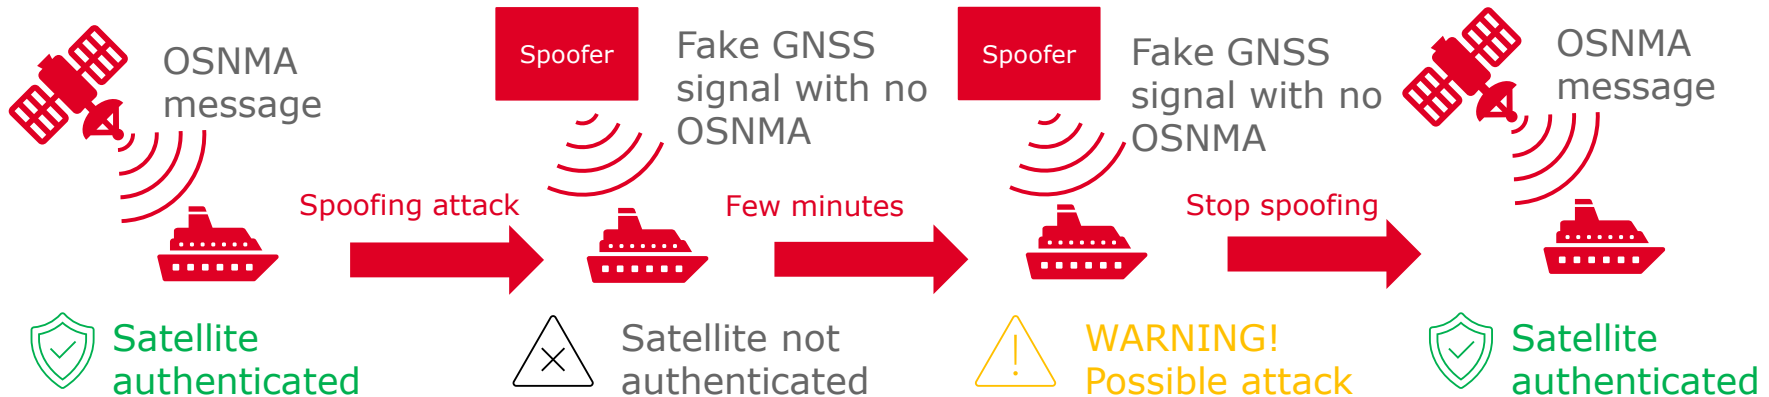 OSNMA
message
Spoofing attack
Satellite
authenticated
Spoofer
Fake GNSS
signal with no
OSNMA
Few minutes
Satellite not
authenticated
Spoofer
Fake GNSS
signal with no
OSNMA
Stop spoofing
WARNING!
Possible attack
OSNMA
message
Satellite
authenticated